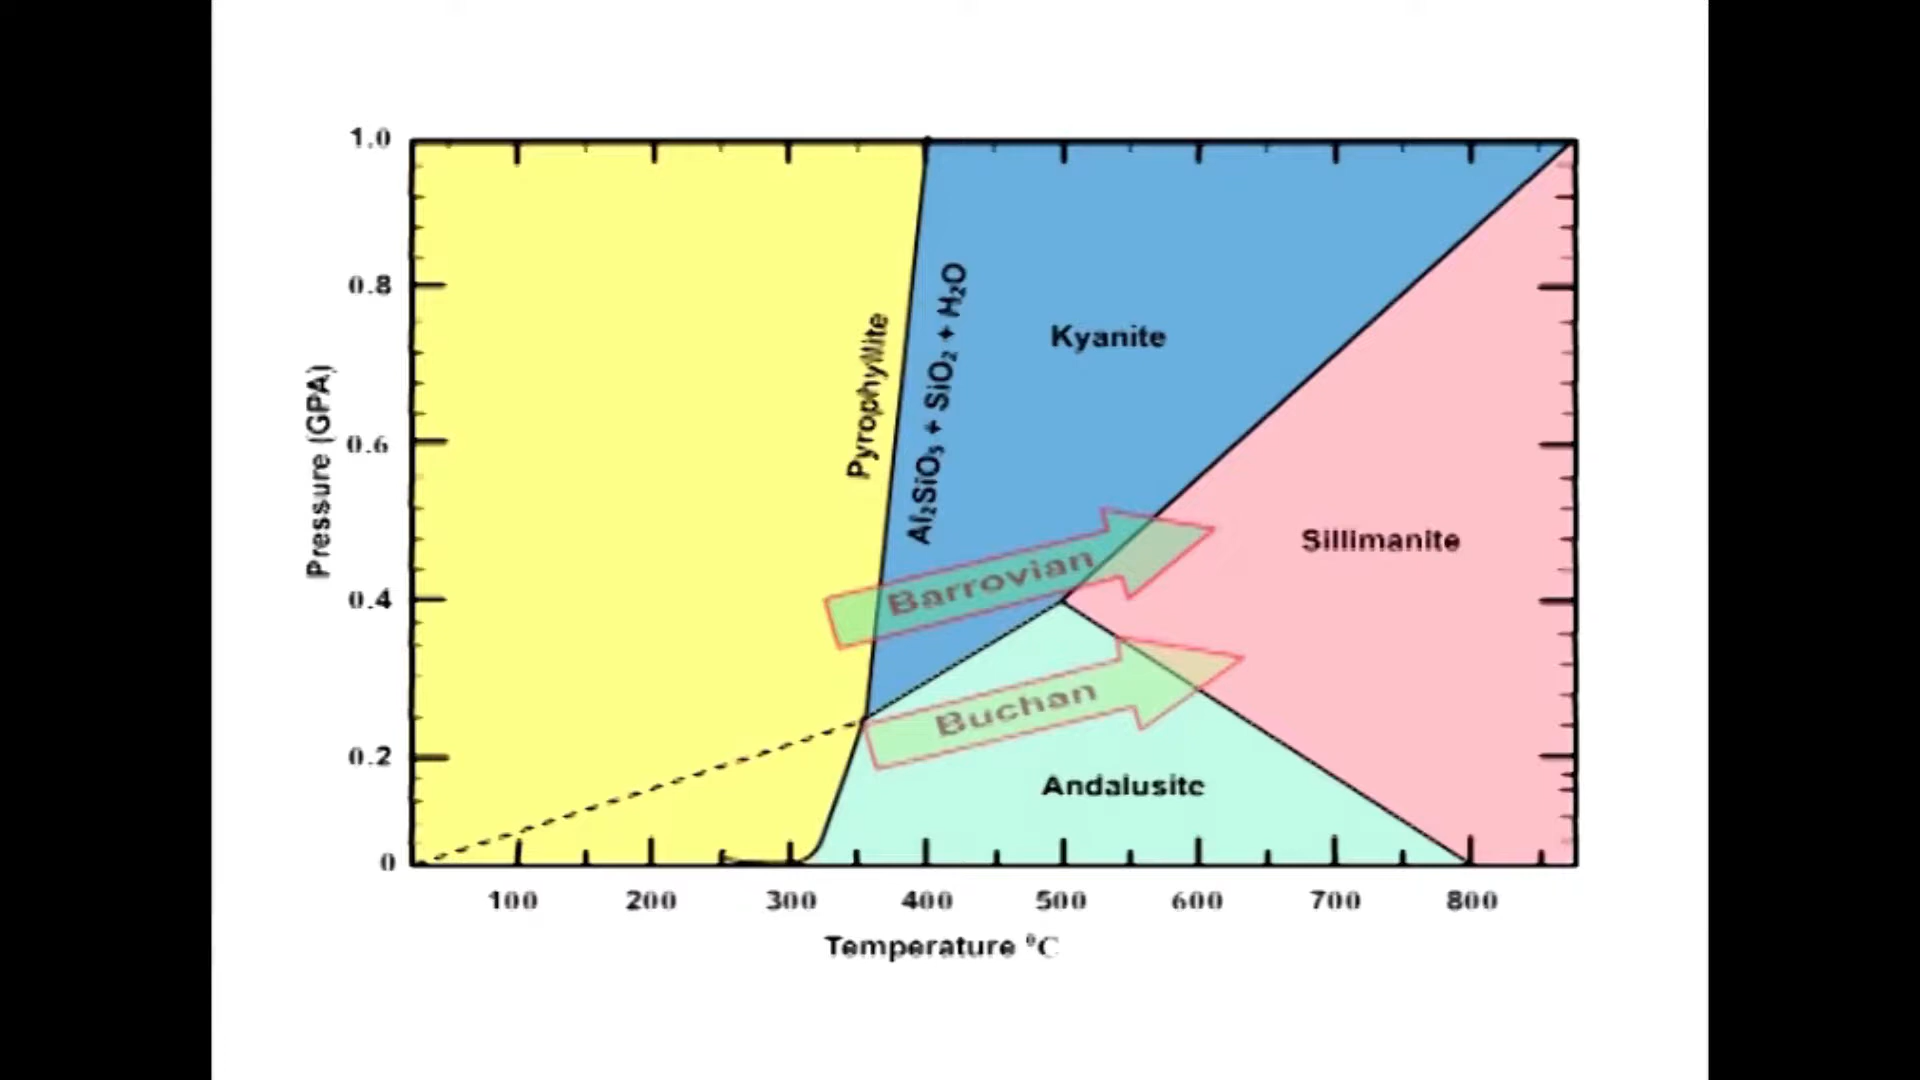 1.0
0.8
0.6
0.4
0.2
0
Pressure (GPA)
Pyrophyllite
Al₂SiO₅ + SiO₂ + H₂O
Kyanite
Sillimanite
Barrovian
Buchan
Andalusite
100 200 300 400 500 600 700 800
Temperature ⁰C